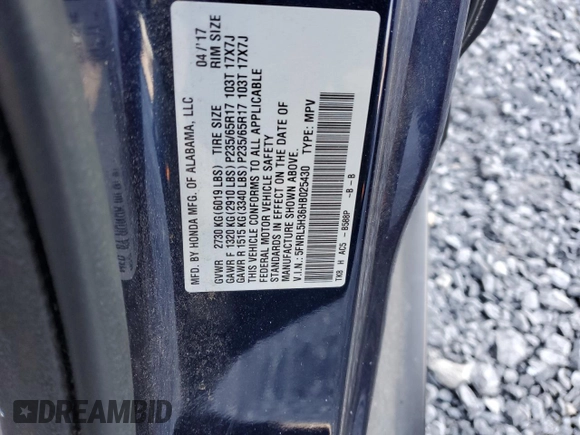 MFD. BY HONDA MFG. OF ALABAMA, LLC 04/'17
TIRE SIZE RIM SIZE
GVWR 2730 KG(6019 LBS)
GAWR F 1320 KG(2910 LBS) P235/65R17 103T 17X7J
GAWR R 1515 KG(3340 LBS) P235/65R17 103T 17X7J
THIS VEHICLE CONFORMS TO ALL APPLICABLE
FEDERAL MOTOR VEHICLE SAFETY
STANDARDS IN EFFECT ON THE DATE OF
MANUFACTURE SHOWN ABOVE.
V.I.N.: 5FNRL5H36HB025430 TYPE: MPV
TK8 H AC5 - B588P -B -B
DREAMBID